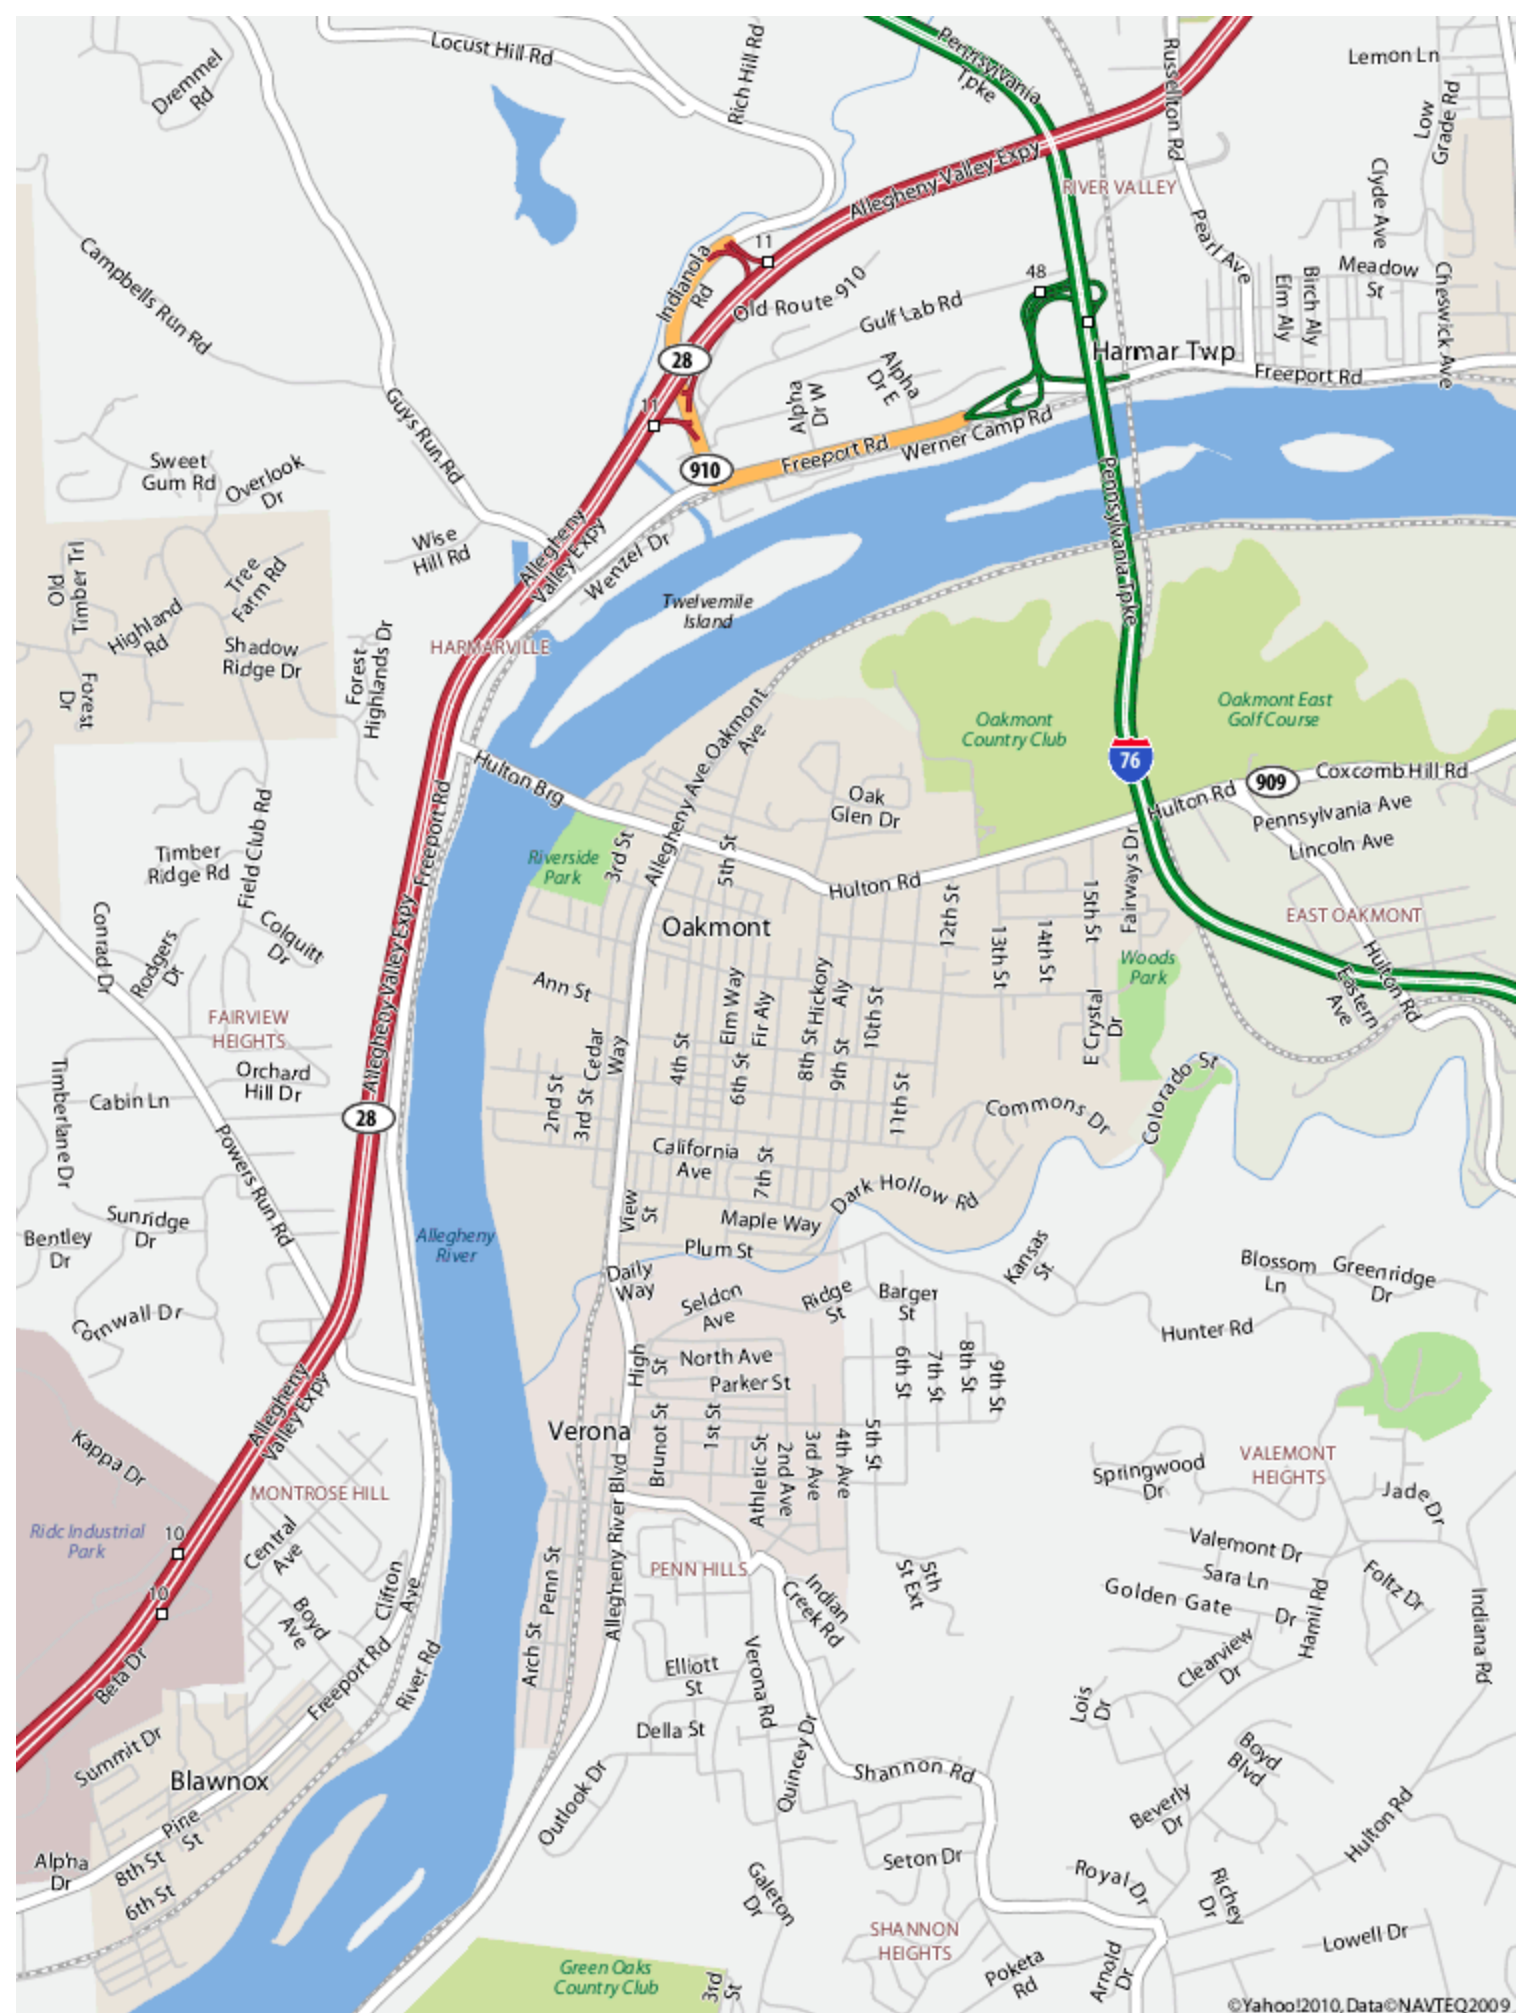 Pennsylvania
Tpke
Locust Hill Rd
Dremmel
Rd
Rich Hill Rd
Russellton Rd
Lemon Ln
Low
Grade Rd
Allegheny Valley Expy
RIVER VALLEY
Clyde Ave
Pearl Ave
11
Indianola
Rd
Campbells Run Rd
Old Route 910
48
Gulf Lab Rd
Meadow
St
Elm Aly
Birch Aly
Cheswick Ave
28
Harmar Twp
Freeport Rd
Alpha
Dr E
Alpha
Dr W
11
Guys Run Rd
Werner Camp Rd
Freeport Rd
910
Sweet
Gum Rd
Overlook
Dr
Pennsylvania Tpke
Wise
Hill Rd
Allegheny
Valley Expy
Wenzel Dr
Old
Timber Trl
Tree
Farm Rd
Twelvemile
Island
Highland
Rd
Shadow
Ridge Dr
HARMARVILLE
Forest
Highlands Dr
Forest
Dr
Oakmont
Ave
Oakmont
Country Club
Oakmont East
Golf Course
76
Hulton Brg
909
Coxcomb Hill Rd
Hulton Rd
Pennsylvania Ave
Oak
Glen Dr
Lincoln Ave
Freeport Rd
Allegheny Ave
Field Club Rd
Timber
Ridge Rd
Riverside
Park
3rd St
5th St
Hulton Rd
Fairways Dr
12th St
13th St
14th St
15th St
EAST OAKMONT
Oakmont
Conrad Dr
Rodgers
Dr
Colquitt
Dr
Allegheny Valley Expy
Woods
Park
Hulton Rd
Eastern
Ave
Ann St
FAIRVIEW
HEIGHTS
Elm Way
Fir Aly
Hickory
Aly
8th St
9th St
10th St
E Crystal
Dr
Cedar
Way
4th St
6th St
Orchard
Hill Dr
Timberlane Dr
Cabin Ln
2nd St
3rd St
11th St
Commons Dr
Colorado St
28
Powers Run Rd
California
Ave
7th St
Dark Hollow Rd
View
St
Maple Way
Sunridge
Dr
Bentley
Dr
Allegheny
River
Plum St
Kansas
St
Daily
Way
Seldon
Ave
Ridge
St
Barger
St
Blossom
Ln
Greenridge
Dr
Cornwall Dr
Hunter Rd
High
St
North Ave
Parker St
6th St
7th St
8th St
9th St
Allegheny
Valley Expy
Verona
Brunot St
1st St
Athletic St
2nd Ave
3rd Ave
4th Ave
5th St
Kappa Dr
VALEMONT
HEIGHTS
Springwood
Dr
Jade Dr
MONTROSE HILL
Ridc Industrial
Park
10
Central
Ave
Allegheny River Blvd
Valemont Dr
PENN HILLS
5th
St Ext
Sara Ln
Golden Gate
Dr
Foltz Dr
10
Clifton
Ave
Penn St
Indian
Creek Rd
Boyd
Ave
Hamil Rd
Indiana Rd
Arch St
Beta Dr
Freeport Rd
River Rd
Elliott
St
Verona Rd
Clearview
Dr
Lois
Dr
Della St
Summit Dr
Quincey Dr
Boyd
Blvd
Blawnox
Shannon Rd
Outlook Dr
Beverly
Dr
Pine
St
Hulton Rd
Alpha
Dr
8th St
6th St
Seton Dr
Galeton
Dr
Royal Dr
Richey
Dr
SHANNON
HEIGHTS
Lowell Dr
Green Oaks
Country Club
3rd
St
Poketa
Rd
Arnold
Dr
©Yahoo!2010, Data©NAVTEQ2009